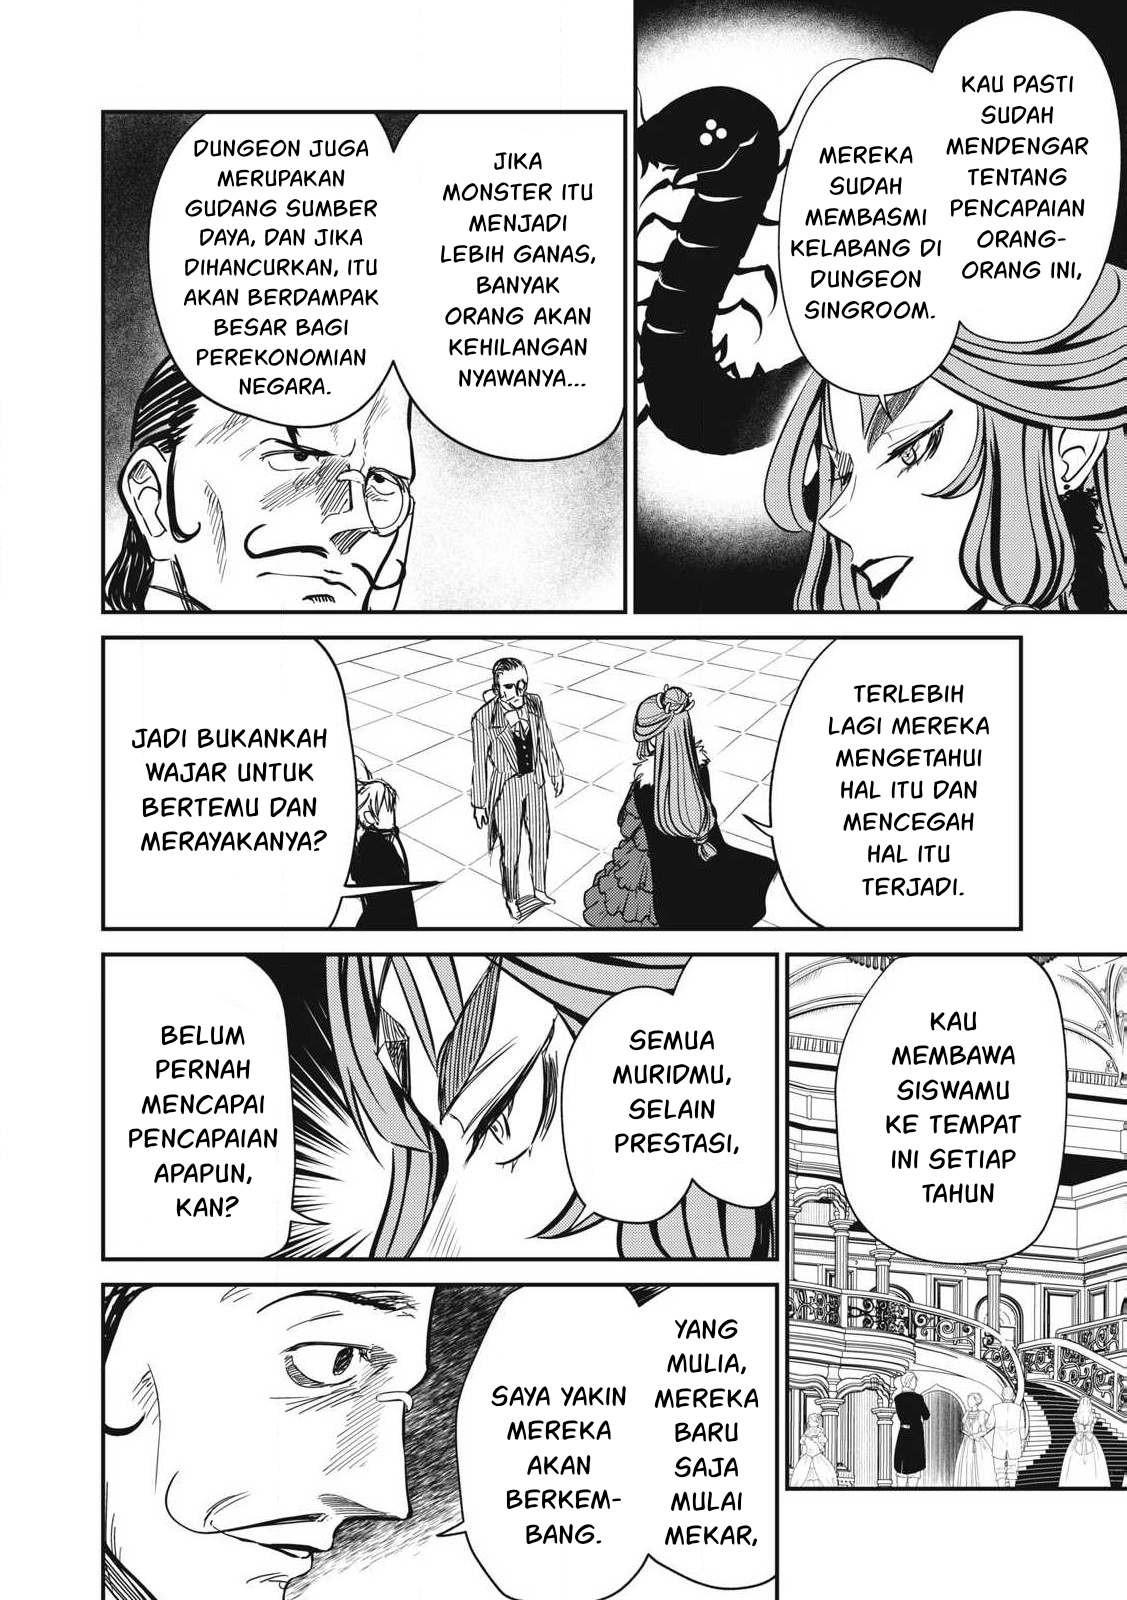 KAU PASTI
SUDAH
MENDENGAR
TENTANG
PENCAPAIAN
ORANG-
ORANG INI,
MEREKA
SUDAH
MEMBASMI
KELABANG DI
DUNGEON
SINGROOM.
JIKA
MONSTER ITU
MENJADI
LEBIH GANAS,
BANYAK
ORANG AKAN
KEHILANGAN
NYAWANYA...
DUNGEON JUGA
MERUPAKAN
GUDANG SUMBER
DAYA, DAN JIKA
DIHANCURKAN, ITU
AKAN BERDAMPAK
BESAR BAGI
PEREKONOMIAN
NEGARA.
TERLEBIH
LAGI MEREKA
MENGETAHUI
HAL ITU DAN
MENCEGAH
HAL ITU
TERJADI.
JADI BUKANKAH
WAJAR UNTUK
BERTEMU DAN
MERAYAKANYA?
KAU
MEMBAWA
SISWAMU
KE TEMPAT
INI SETIAP
TAHUN
SEMUA
MURIDMU,
SELAIN
PRESTASI,
BELUM
PERNAH
MENCAPAI
PENCAPAIAN
APAPUN,
KAN?
YANG
MULIA,
MEREKA
BARU
SAJA
MULAI
MEKAR,
SAYA YAKIN
MEREKA
AKAN
BERKEM-
BANG.